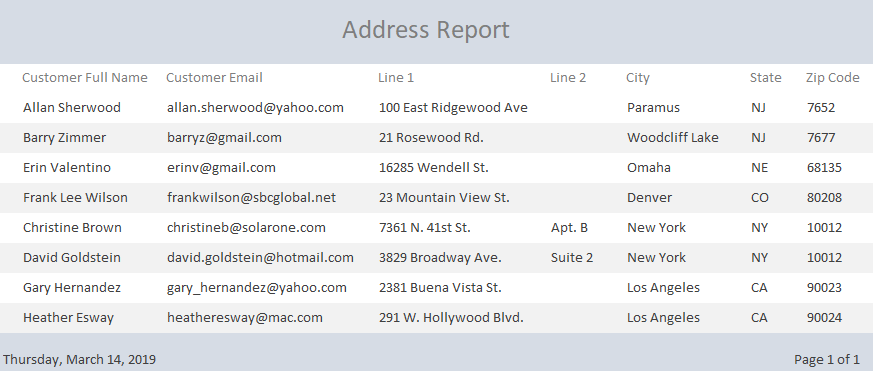 Address Report
Customer Full Name Customer Email Line 1 Line 2 City State Zip Code
Allan Sherwood allan.sherwood@yahoo.com 100 East Ridgewood Ave Paramus NJ 7652
Barry Zimmer barryz@gmail.com 21 Rosewood Rd. Woodcliff Lake NJ 7677
Erin Valentino erinv@gmail.com 16285 Wendell St. Omaha NE 68135
Frank Lee Wilson frankwilson@sbcglobal.net 23 Mountain View St. Denver CO 80208
Christine Brown christineb@solarone.com 7361 N. 41st St. Apt. B New York NY 10012
David Goldstein david.goldstein@hotmail.com 3829 Broadway Ave. Suite 2 New York NY 10012
Gary Hernandez gary_hernandez@yahoo.com 2381 Buena Vista St. Los Angeles CA 90023
Heather Esway heatheresway@mac.com 291 W. Hollywood Blvd. Los Angeles CA 90024
Thursday, March 14, 2019 Page 1 of 1